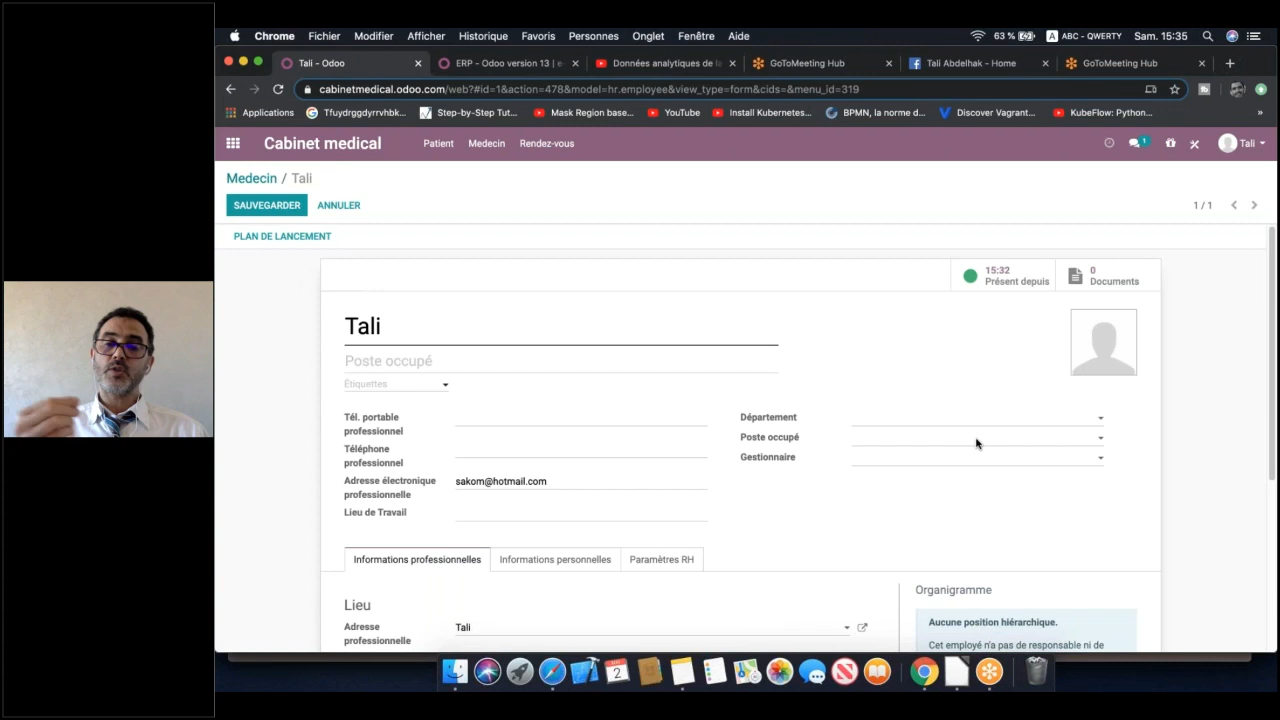 Chrome Fichier Modifier Afficher Historique Favoris Personnes Onglet Fenêtre Aide 63 % A ABC - QWERTY Sam. 15:35
Tali - Odoo ERP - Odoo version 13 | e Données analytiques de la GoToMeeting Hub Tali Abdelhak - Home GoToMeeting Hub
cabinetmedical.odoo.com/web?#id=1&action=478&model=hr.employee&view_type=form&cids=&menu_id=319
Applications Tfuydrggdyrrvhbk... Step-by-Step Tut... Mask Region base... YouTube Install Kubernetes... BPMN, la norme d... Discover Vagrant... KubeFlow: Python... »
Cabinet medical Patient Medecin Rendez-vous 1 Tali
Medecin / Tali
SAUVEGARDER ANNULER 1 / 1
PLAN DE LANCEMENT
15:32 0
Présent depuis Documents
Tali
Poste occupé
Étiquettes
Tél. portable Département
professionnel
Poste occupé
Téléphone
professionnel Gestionnaire
Adresse électronique sakom@hotmail.com
professionnelle
Lieu de Travail
Informations professionnelles Informations personnelles Paramètres RH
Organigramme
Lieu
Aucune position hiérarchique.
Adresse Tali
professionnelle
Cet employé n'a pas de responsable ni de
2